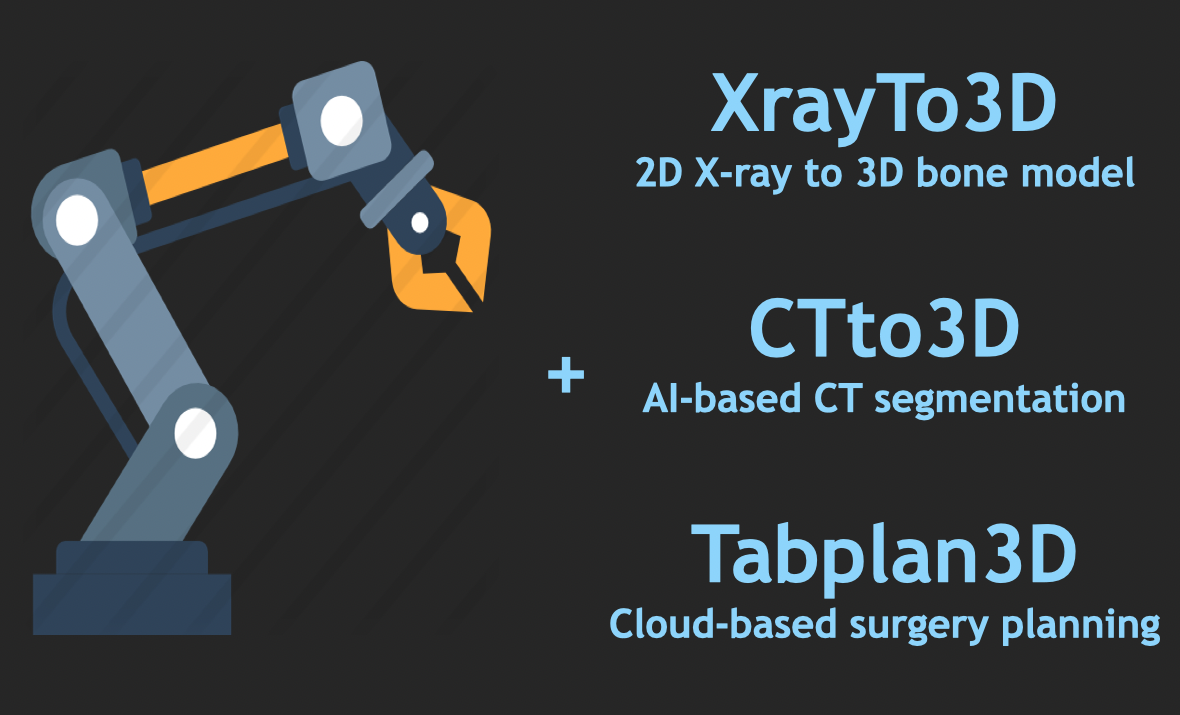 XrayTo3D
2D X-ray to 3D bone model
+
CTto3D
AI-based CT segmentation
Tabplan3D
Cloud-based surgery planning